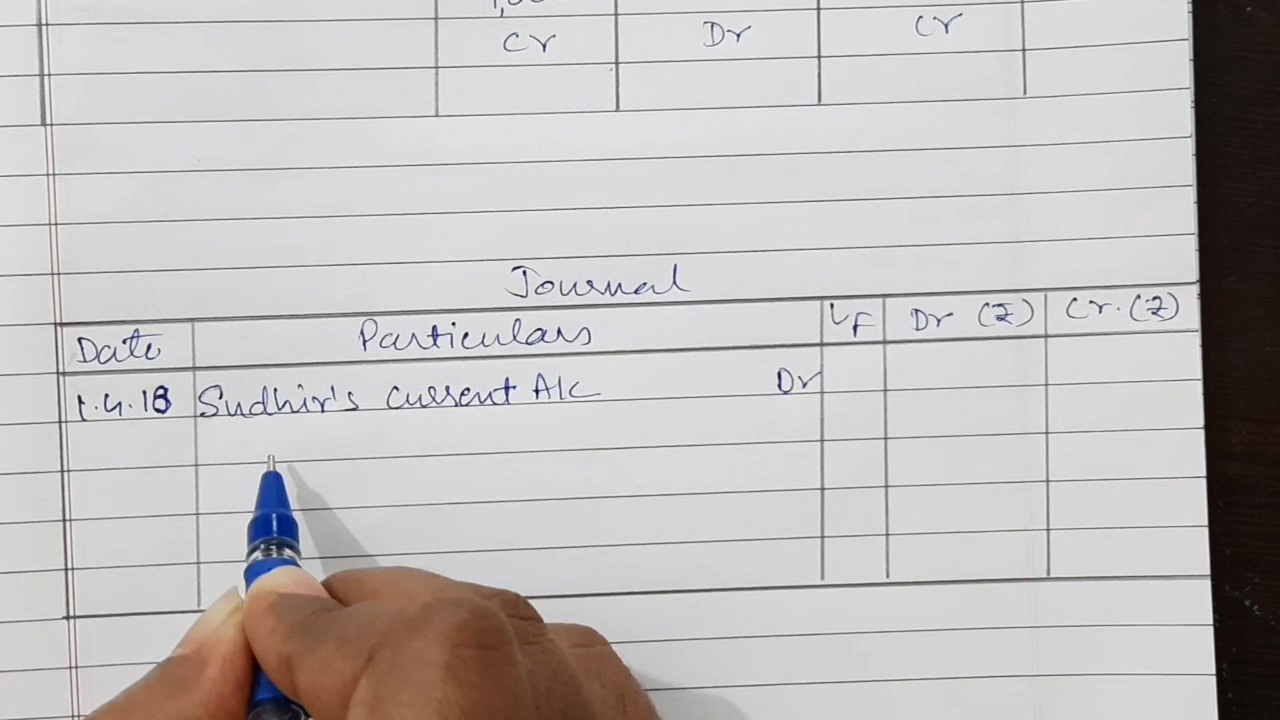 Cr Dr Cr
Journal
Date Particulars LF Dr (₹) Cr. (₹)
1.4.18 Sudhir's current A/c Dr